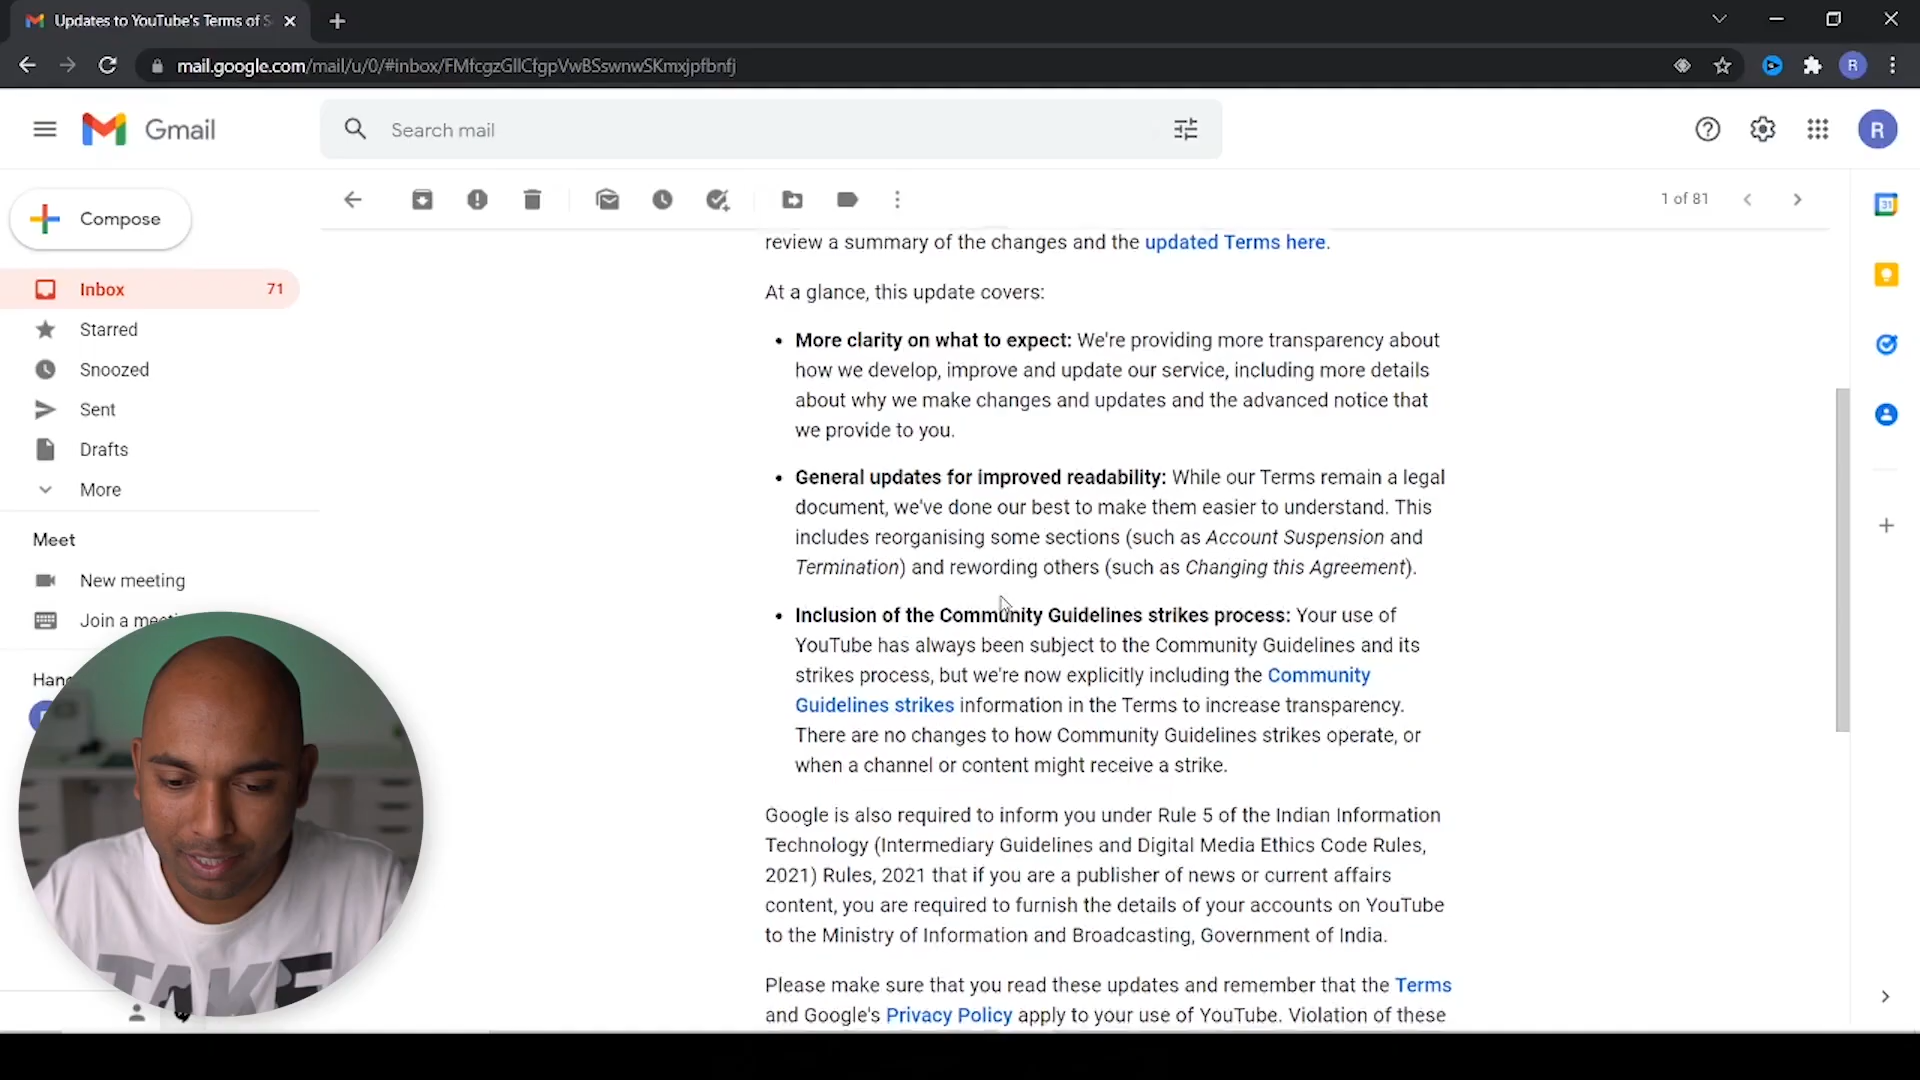 Updates to YouTube's Terms of S
mail.google.com/mail/u/0/#inbox/FMfcgzGllCfgpVwBSswnwSKmxjpfbnfj
R
Gmail
Search mail
R
Compose
1 of 81
31
Inbox 71
Starred
Snoozed
Sent
Drafts
More
Meet
New meeting
Join a meeti
Hang
review a summary of the changes and the updated Terms here.
At a glance, this update covers:
• More clarity on what to expect: We're providing more transparency about
how we develop, improve and update our service, including more details
about why we make changes and updates and the advanced notice that
we provide to you.
• General updates for improved readability: While our Terms remain a legal
document, we've done our best to make them easier to understand. This
includes reorganising some sections (such as Account Suspension and
Termination) and rewording others (such as Changing this Agreement).
• Inclusion of the Community Guidelines strikes process: Your use of
YouTube has always been subject to the Community Guidelines and its
strikes process, but we're now explicitly including the Community
Guidelines strikes information in the Terms to increase transparency.
There are no changes to how Community Guidelines strikes operate, or
when a channel or content might receive a strike.
Google is also required to inform you under Rule 5 of the Indian Information
Technology (Intermediary Guidelines and Digital Media Ethics Code Rules,
2021) Rules, 2021 that if you are a publisher of news or current affairs
content, you are required to furnish the details of your accounts on YouTube
to the Ministry of Information and Broadcasting, Government of India.
Please make sure that you read these updates and remember that the Terms
and Google's Privacy Policy apply to your use of YouTube. Violation of these
TAKE